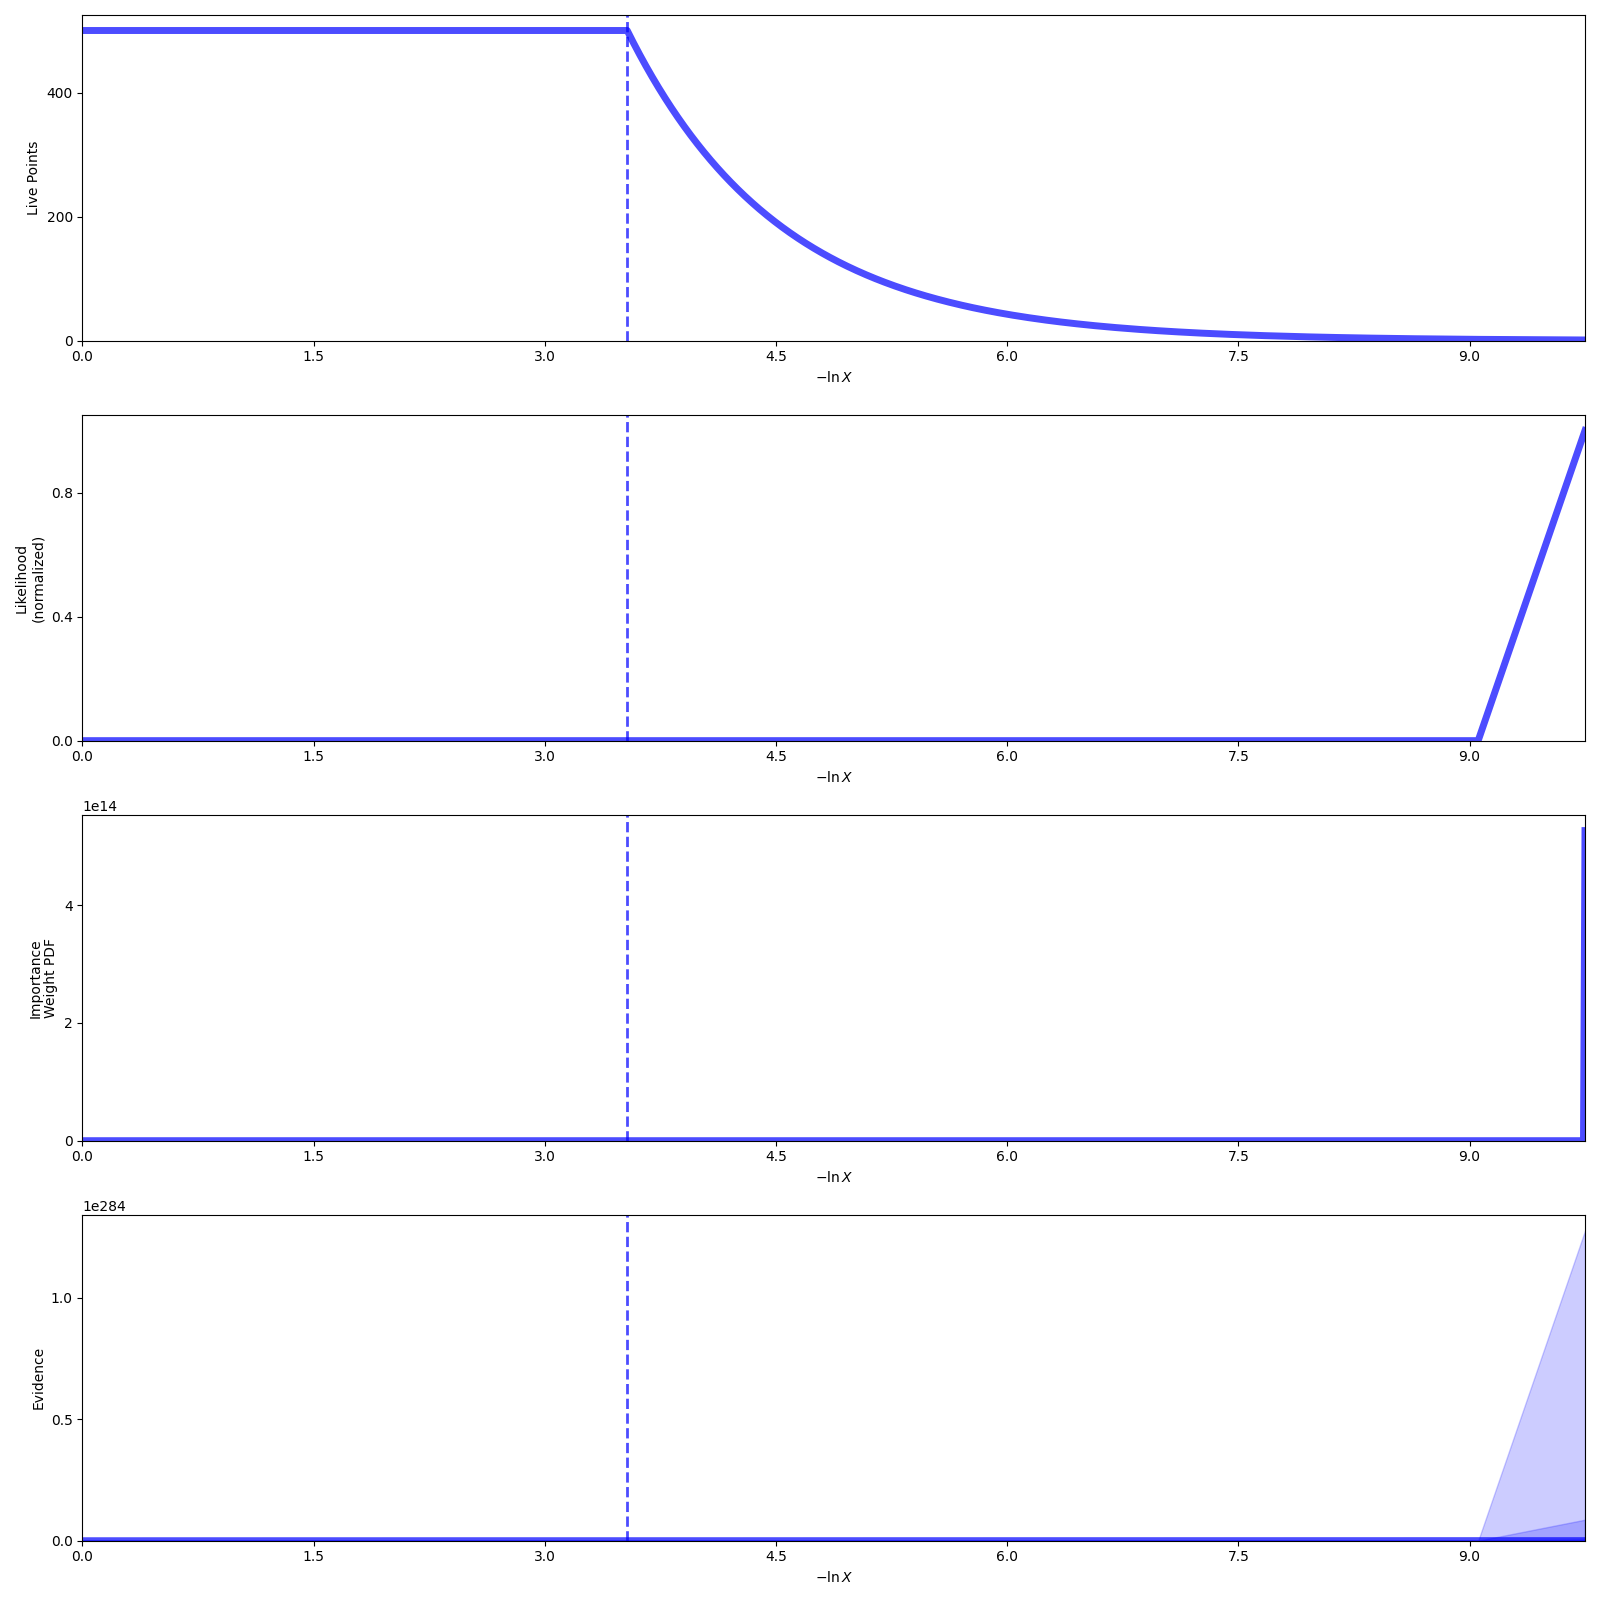 400
200
0
Live Points
0.0 1.5 3.0 4.5 6.0 7.5 9.0
−ln X
0.8
0.4
0.0
Likelihood
(normalized)
0.0 1.5 3.0 4.5 6.0 7.5 9.0
−ln X
1e14
4
2
0
Importance
Weight PDF
0.0 1.5 3.0 4.5 6.0 7.5 9.0
−ln X
1e284
1.0
0.5
0.0
Evidence
0.0 1.5 3.0 4.5 6.0 7.5 9.0
−ln X